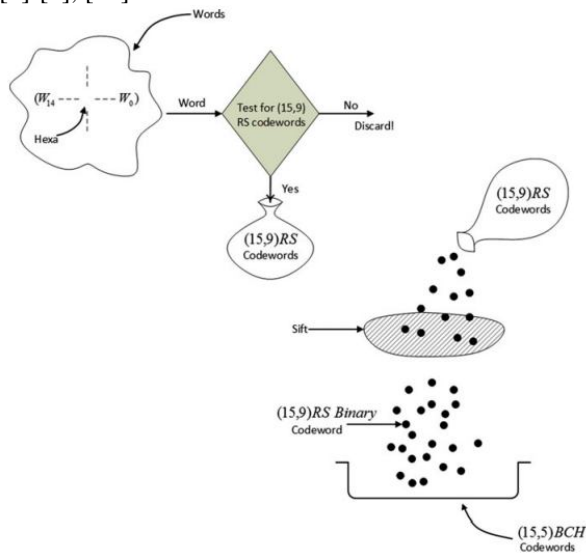 Words
(W14 W0)
Hexa
Word
Test for (15,9)
RS codewords
No
Discard!
Yes
(15,9)RS
Codewords
(15,9)RS
Codewords
Sift
(15,9)RS Binary
Codeword
(15,5)BCH
Codewords